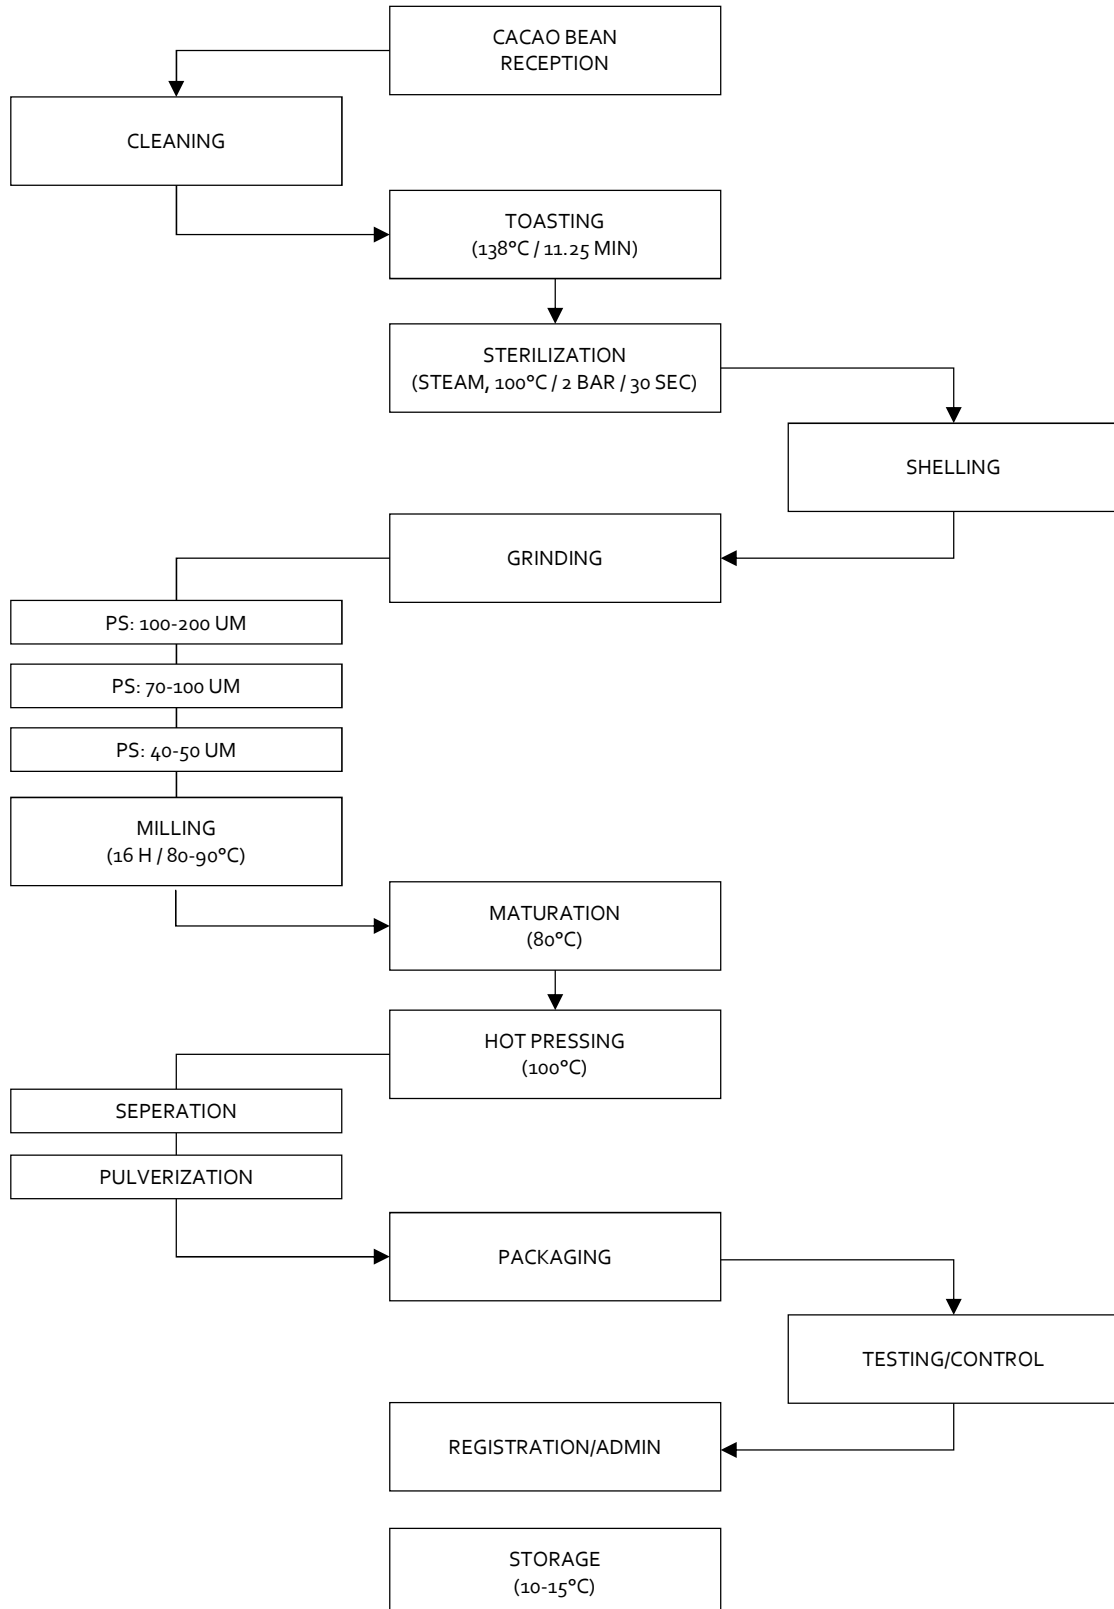 CACAO BEAN
RECEPTION
CLEANING
TOASTING
(138°C / 11.25 MIN)
STERILIZATION
(STEAM, 100°C / 2 BAR / 30 SEC)
SHELLING
GRINDING
PS: 100-200 UM
PS: 70-100 UM
PS: 40-50 UM
MILLING
(16 H / 80-90°C)
MATURATION
(80°C)
HOT PRESSING
(100°C)
SEPERATION
PULVERIZATION
PACKAGING
TESTING/CONTROL
REGISTRATION/ADMIN
STORAGE
(10-15°C)